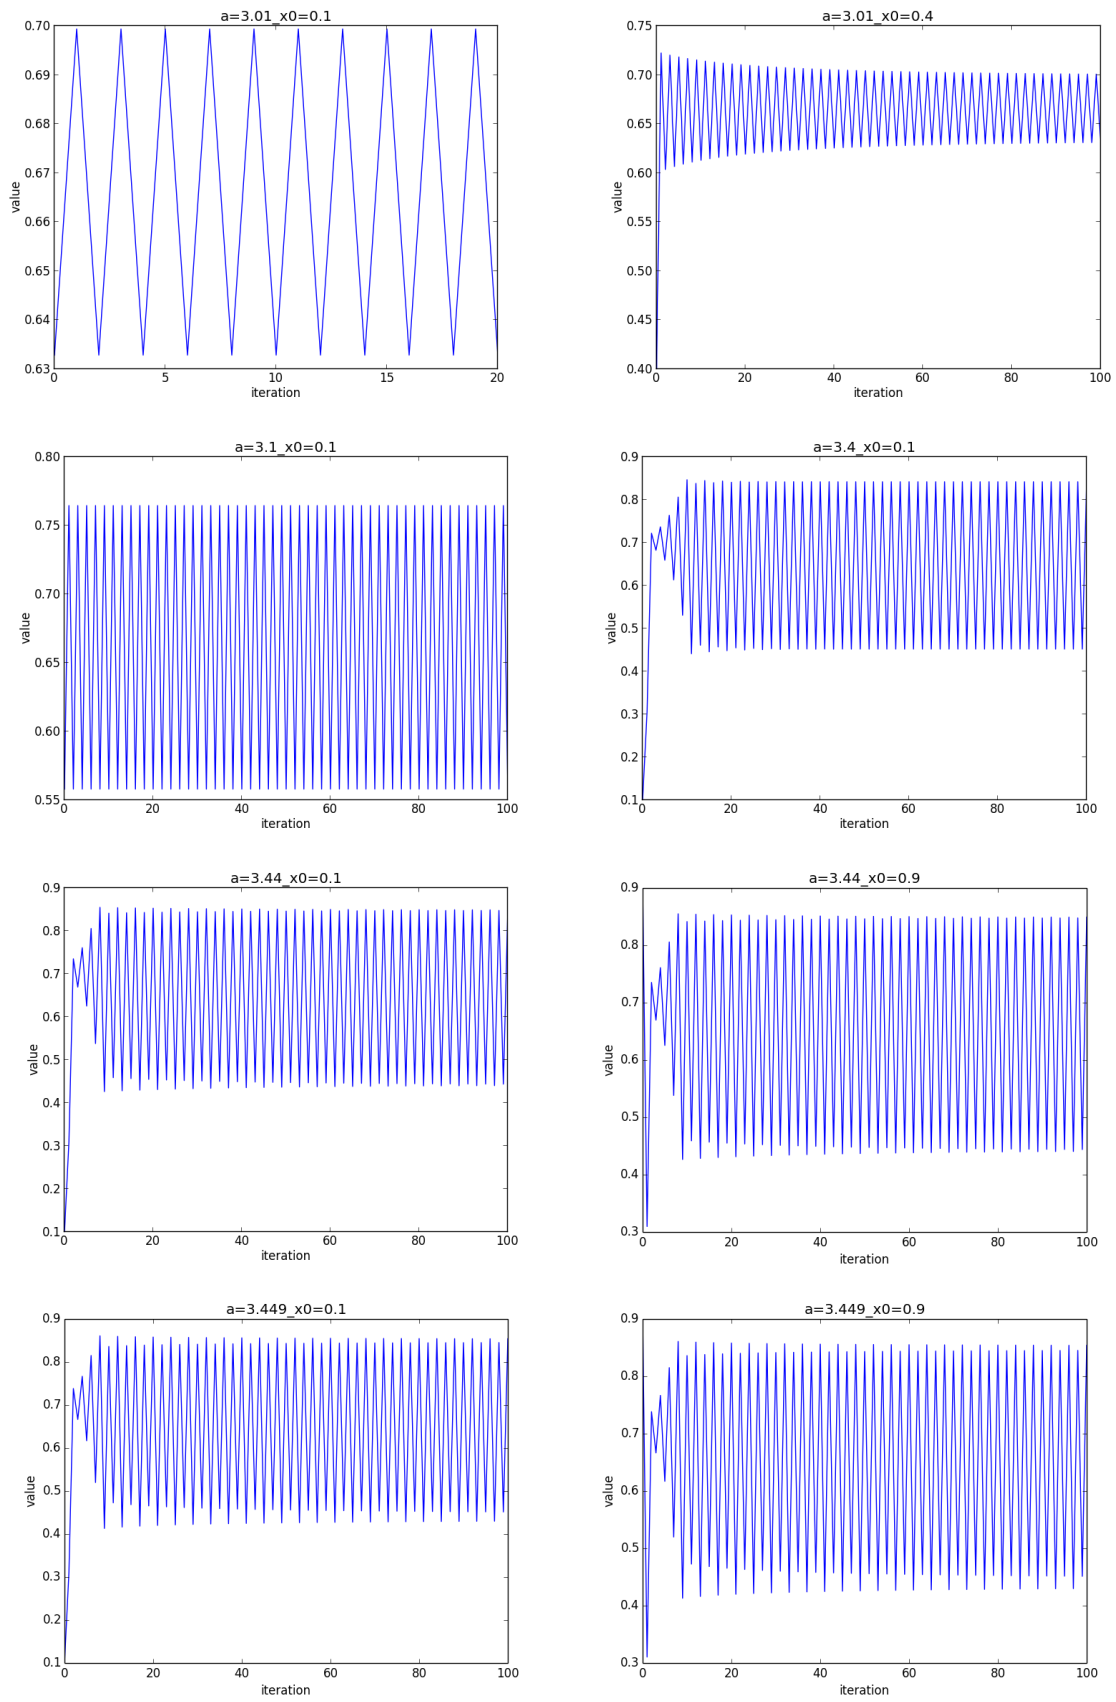 a=3.01_x0=0.1
0.70
0.69
0.68
0.67
0.66
0.65
0.64
0.63
value
0 5 10 15 20
iteration
a=3.01_x0=0.4
0.75
0.70
0.65
0.60
0.55
0.50
0.45
0.40
value
0 20 40 60 80 100
iteration
a=3.1_x0=0.1
0.80
0.75
0.70
0.65
0.60
0.55
value
0 20 40 60 80 100
iteration
a=3.4_x0=0.1
0.9
0.8
0.7
0.6
0.5
0.4
0.3
0.2
0.1
value
0 20 40 60 80 100
iteration
a=3.44_x0=0.1
0.9
0.8
0.7
0.6
0.5
0.4
0.3
0.2
0.1
value
0 20 40 60 80 100
iteration
a=3.44_x0=0.9
0.9
0.8
0.7
0.6
0.5
0.4
0.3
value
0 20 40 60 80 100
iteration
a=3.449_x0=0.1
0.9
0.8
0.7
0.6
0.5
0.4
0.3
0.2
0.1
value
0 20 40 60 80 100
iteration
a=3.449_x0=0.9
0.9
0.8
0.7
0.6
0.5
0.4
0.3
value
0 20 40 60 80 100
iteration